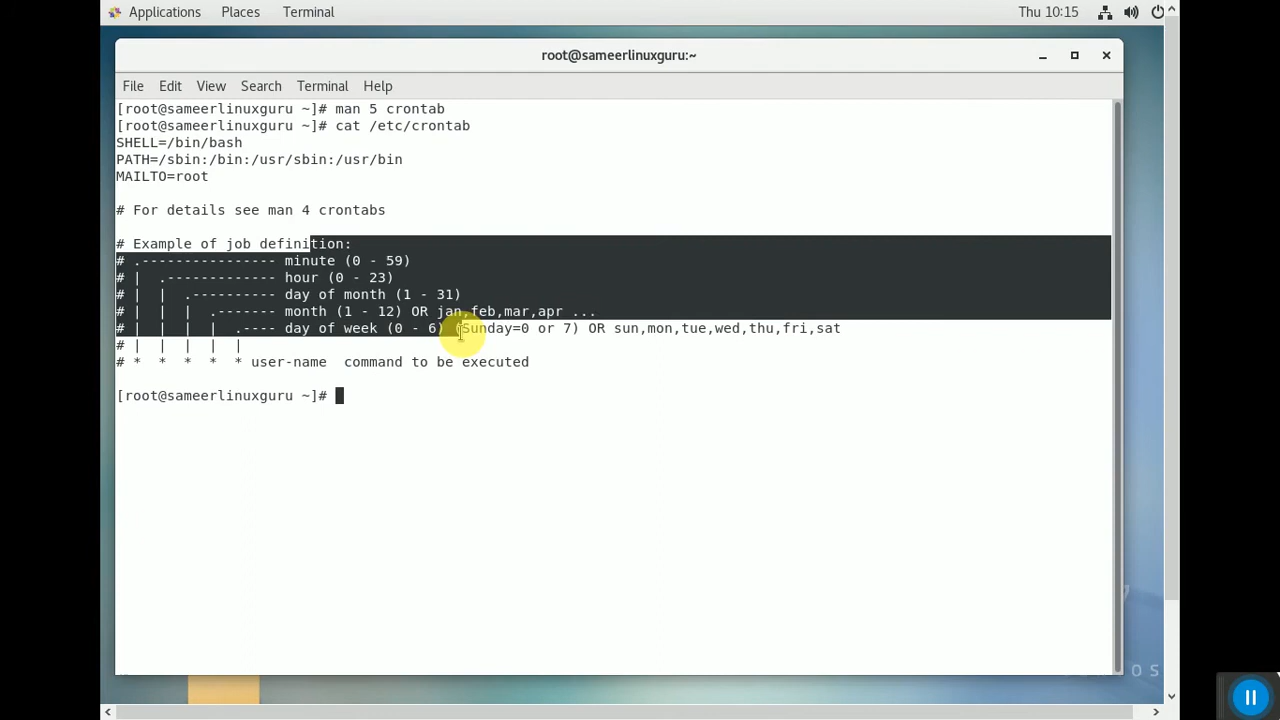 Applications Places Terminal Thu 10:15
root@sameerlinuxguru:~
File Edit View Search Terminal Help
[root@sameerlinuxguru ~]# man 5 crontab
[root@sameerlinuxguru ~]# cat /etc/crontab
SHELL=/bin/bash
PATH=/sbin:/bin:/usr/sbin:/usr/bin
MAILTO=root
# For details see man 4 crontabs
# Example of job definition:
# .---------------- minute (0 - 59)
# |  .------------- hour (0 - 23)
# |  |  .---------- day of month (1 - 31)
# |  |  |  .------- month (1 - 12) OR jan,feb,mar,apr ...
# |  |  |  |  .---- day of week (0 - 6) (Sunday=0 or 7) OR sun,mon,tue,wed,thu,fri,sat
# |  |  |  |  |
# *  *  *  *  * user-name  command to be executed
[root@sameerlinuxguru ~]#
7
OS